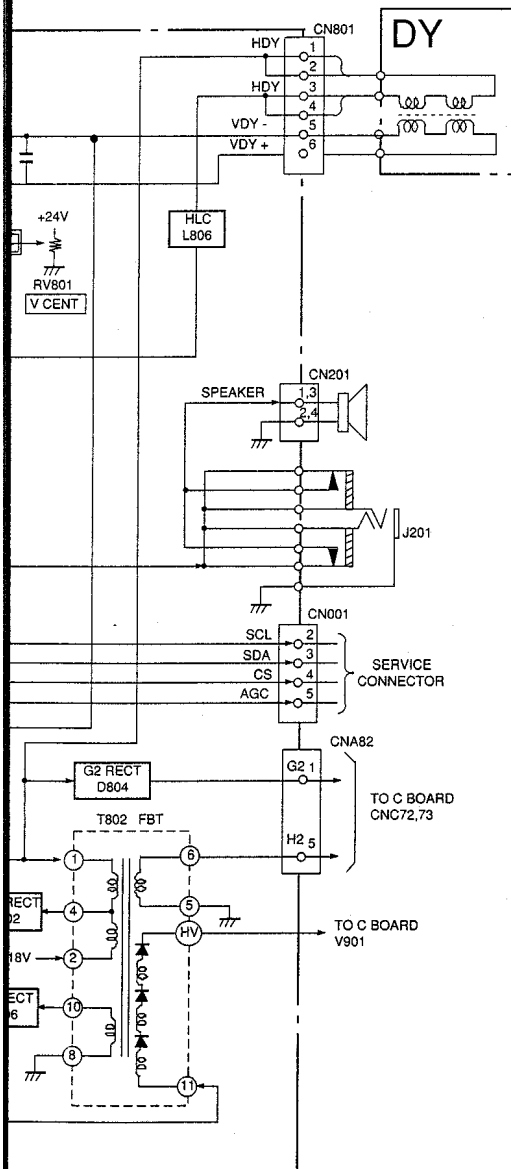 CN801
DY
HDY
1
2
HDY
3
4
VDY -
5
VDY +
6
+24V
HLC
L806
RV801
V CENT
CN201
SPEAKER
1,3
2,4
J201
CN001
SCL
2
SDA
3
CS
4
AGC
5
SERVICE
CONNECTOR
CNA82
G2 RECT
D804
G2 1
TO C BOARD
CNC72,73
T802 FBT
H2 5
1
6
4
5
RECT
02
HV
TO C BOARD
V901
18V
2
ECT
06
10
8
11